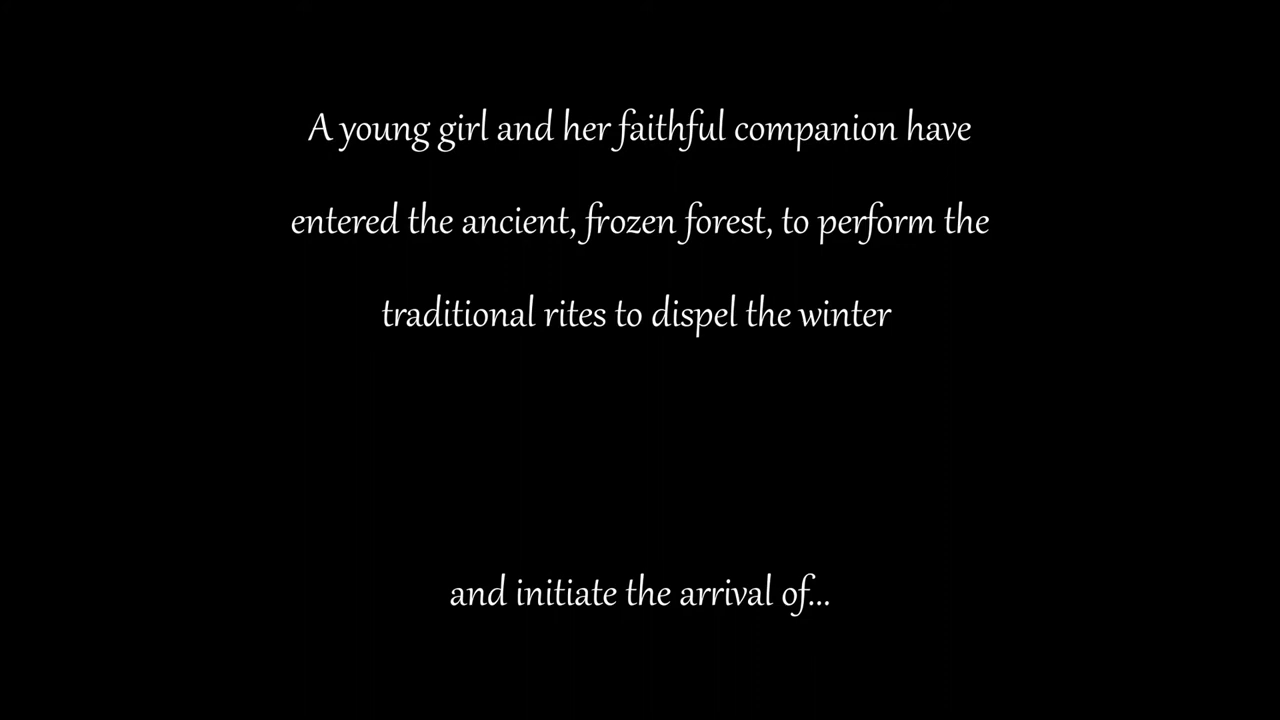 A young girl and her faithful companion have
entered the ancient, frozen forest, to perform the
traditional rites to dispel the winter
and initiate the arrival of...